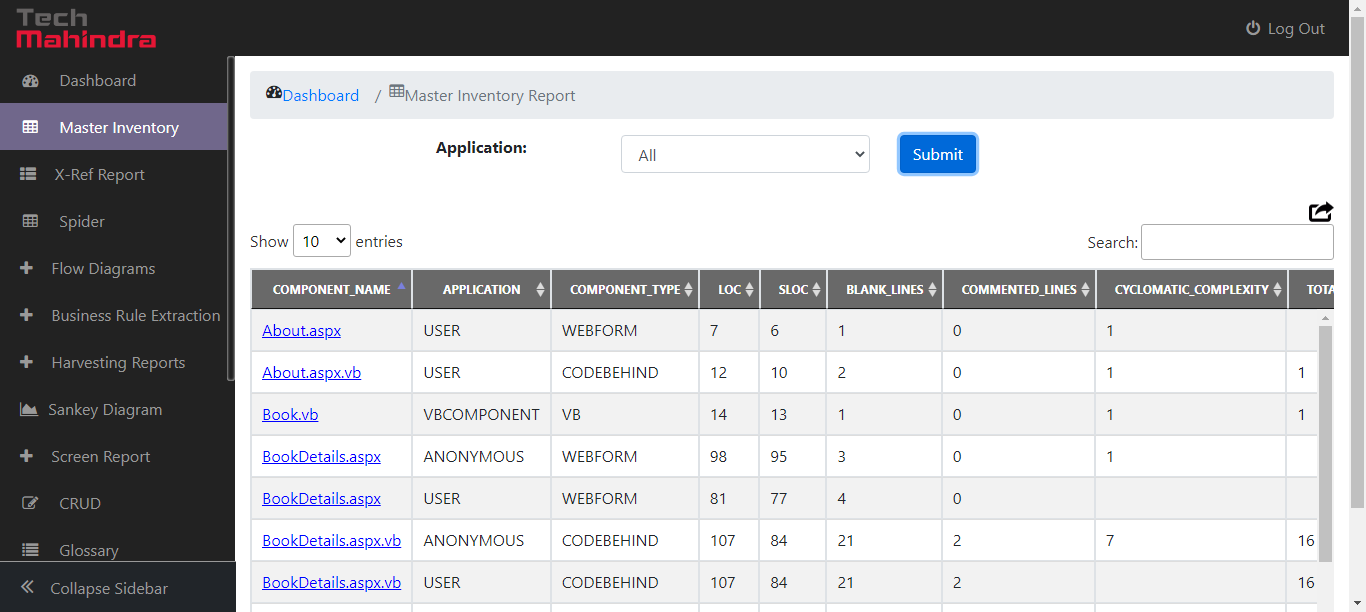 Tech
Mahindra
Log Out
Dashboard
Master Inventory
X-Ref Report
Spider
Flow Diagrams
Business Rule Extraction
Harvesting Reports
Sankey Diagram
Screen Report
CRUD
Glossary
Collapse Sidebar
Dashboard / Master Inventory Report
Application: All Submit
Show 10 entries Search:
COMPONENT_NAME APPLICATION COMPONENT_TYPE LOC SLOC BLANK_LINES COMMENTED_LINES CYCLOMATIC_COMPLEXITY TOTA
About.aspx USER WEBFORM 7 6 1 0 1
About.aspx.vb USER CODEBEHIND 12 10 2 0 1 1
Book.vb VBCOMPONENT VB 14 13 1 0 1 1
BookDetails.aspx ANONYMOUS WEBFORM 98 95 3 0 1
BookDetails.aspx USER WEBFORM 81 77 4 0
BookDetails.aspx.vb ANONYMOUS CODEBEHIND 107 84 21 2 7 16
BookDetails.aspx.vb USER CODEBEHIND 107 84 21 2 16